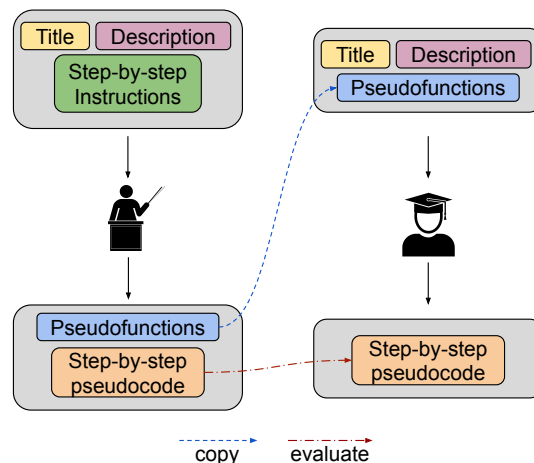 Title Description
Step-by-step
Instructions
Title Description
Pseudofunctions
Pseudofunctions
Step-by-step
pseudocode
Step-by-step
pseudocode
copy evaluate